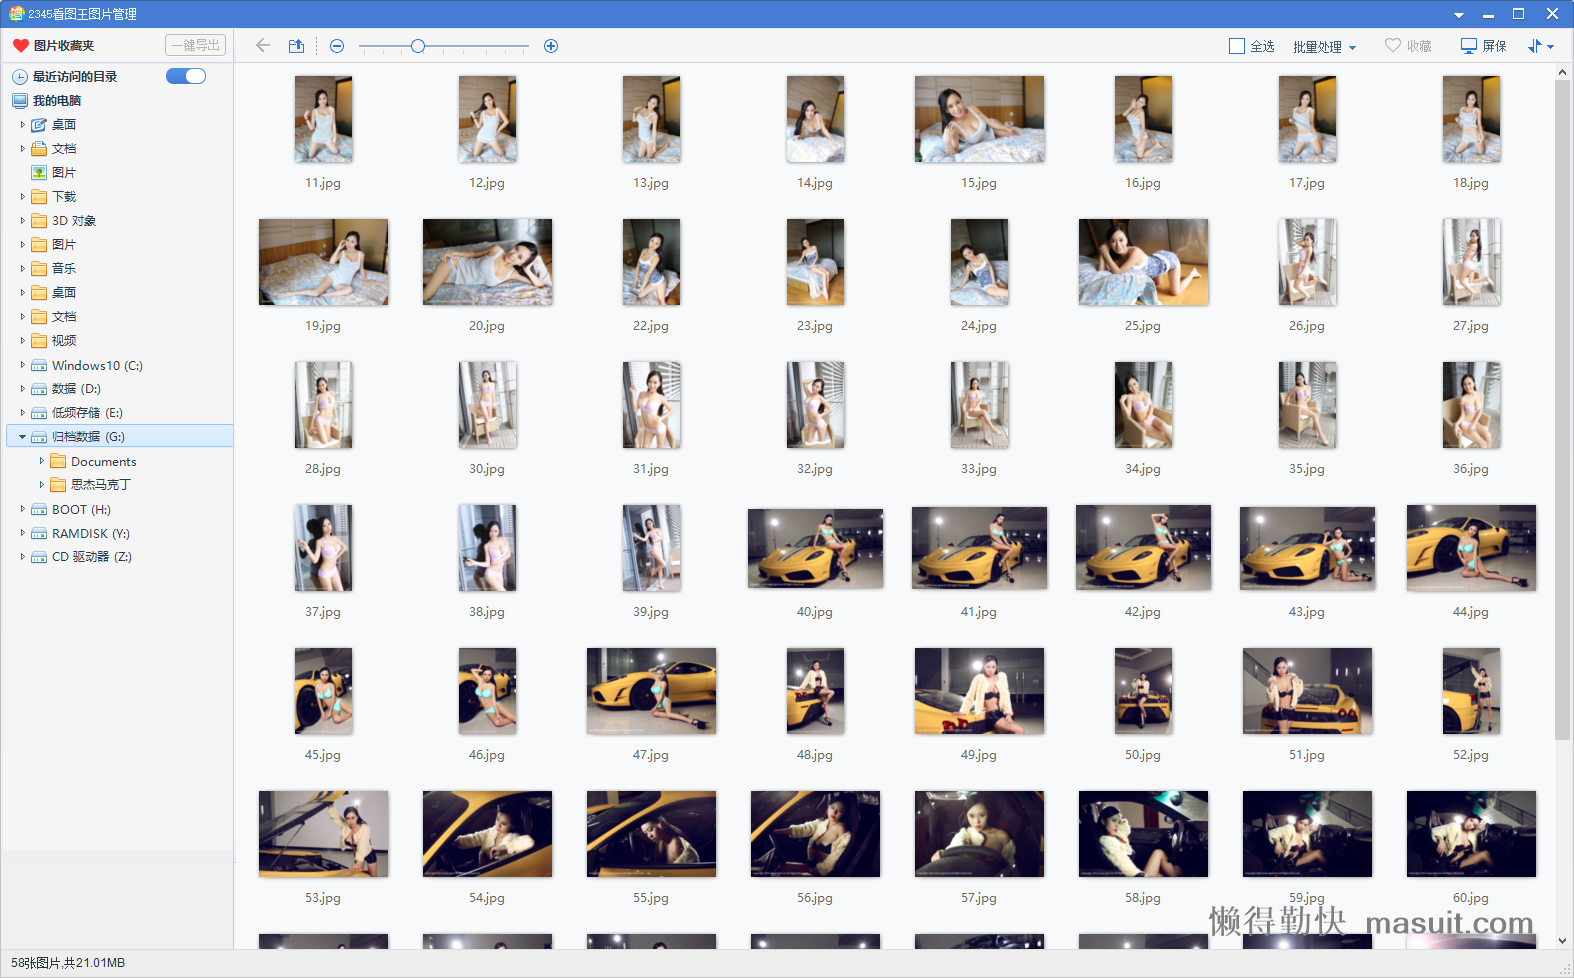 2345看图王图片管理
图片收藏夹
一键导出
全选
批量处理
收藏
屏保
最近访问的目录
我的电脑
桌面
文档
图片
下载
3D 对象
图片
音乐
桌面
文档
视频
Windows10 (C:)
数据 (D:)
低频存储 (E:)
归档数据 (G:)
Documents
思杰马克丁
BOOT (H:)
RAMDISK (Y:)
CD 驱动器 (Z:)
11.jpg 12.jpg 13.jpg 14.jpg 15.jpg 16.jpg 17.jpg 18.jpg
19.jpg 20.jpg 22.jpg 23.jpg 24.jpg 25.jpg 26.jpg 27.jpg
28.jpg 30.jpg 31.jpg 32.jpg 33.jpg 34.jpg 35.jpg 36.jpg
37.jpg 38.jpg 39.jpg 40.jpg 41.jpg 42.jpg 43.jpg 44.jpg
45.jpg 46.jpg 47.jpg 48.jpg 49.jpg 50.jpg 51.jpg 52.jpg
53.jpg 54.jpg 55.jpg 56.jpg 57.jpg 58.jpg 59.jpg 60.jpg
懒得勤快 masuit.com
58张图片,共21.01MB